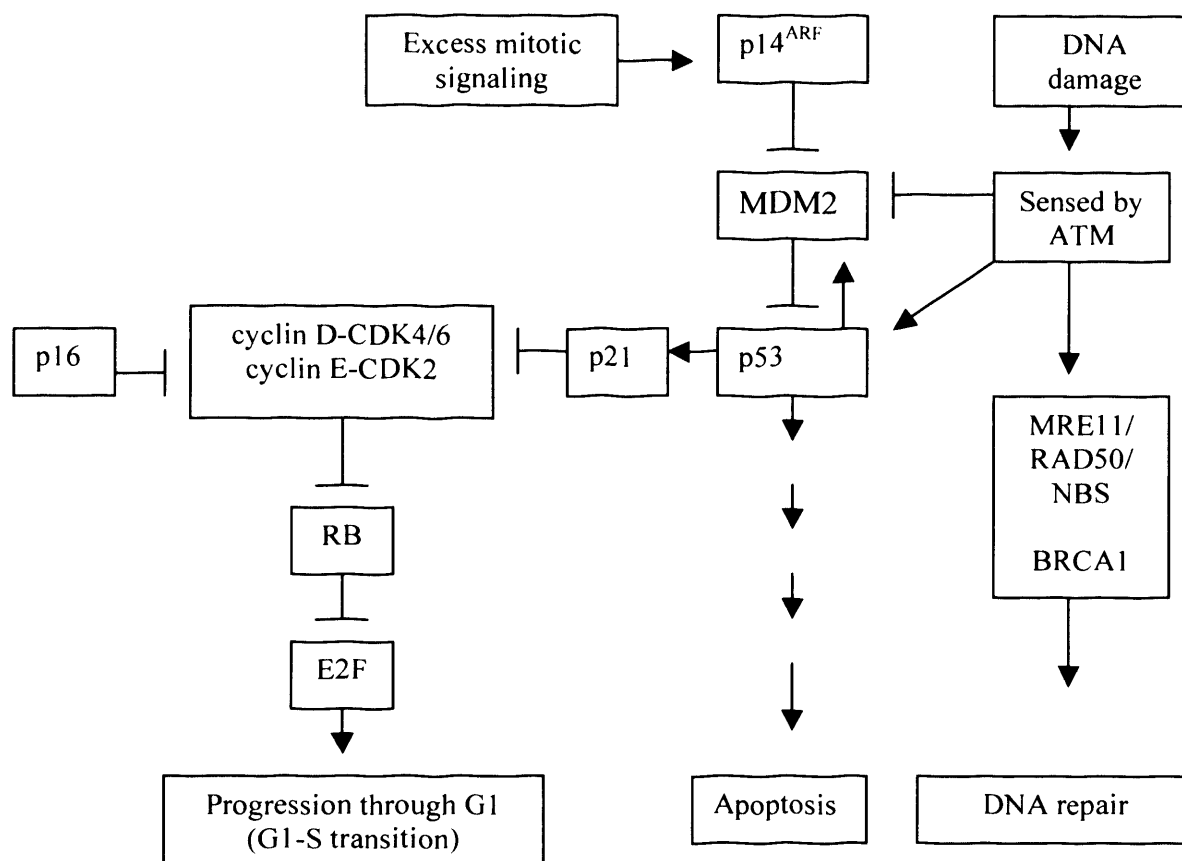 Excess mitotic
signaling
p14ARF
DNA
damage
MDM2
Sensed by
ATM
p16
cyclin D-CDK4/6
cyclin E-CDK2
p21
p53
MRE11/
RAD50/
NBS
BRCA1
RB
E2F
Progression through G1
(G1-S transition)
Apoptosis
DNA repair